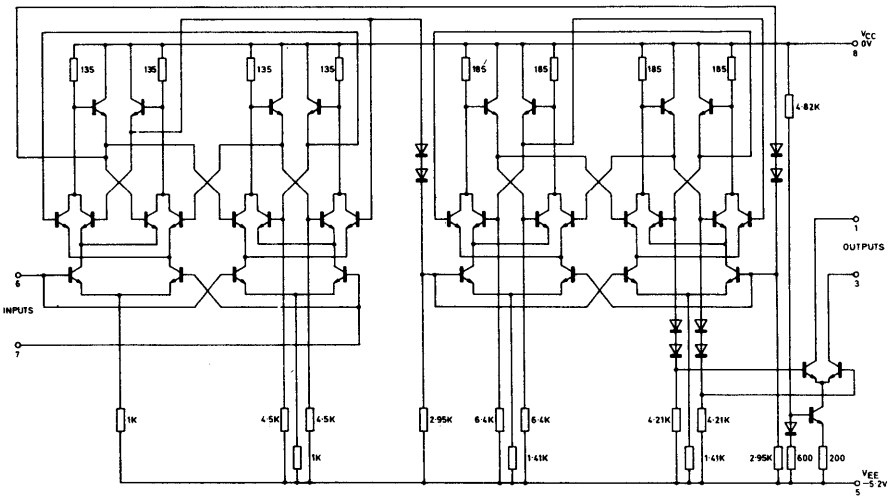 VCC
0V
8
135
135
135
135
185
185
185
185
4·82K
1
OUTPUTS
3
6
INPUTS
7
1K
4·5K
4·5K
2·95K
6·4K
6·4K
4·21K
4·21K
1K
1·41K
1·41K
2·95K
600
200
VEE
-5·2V
5